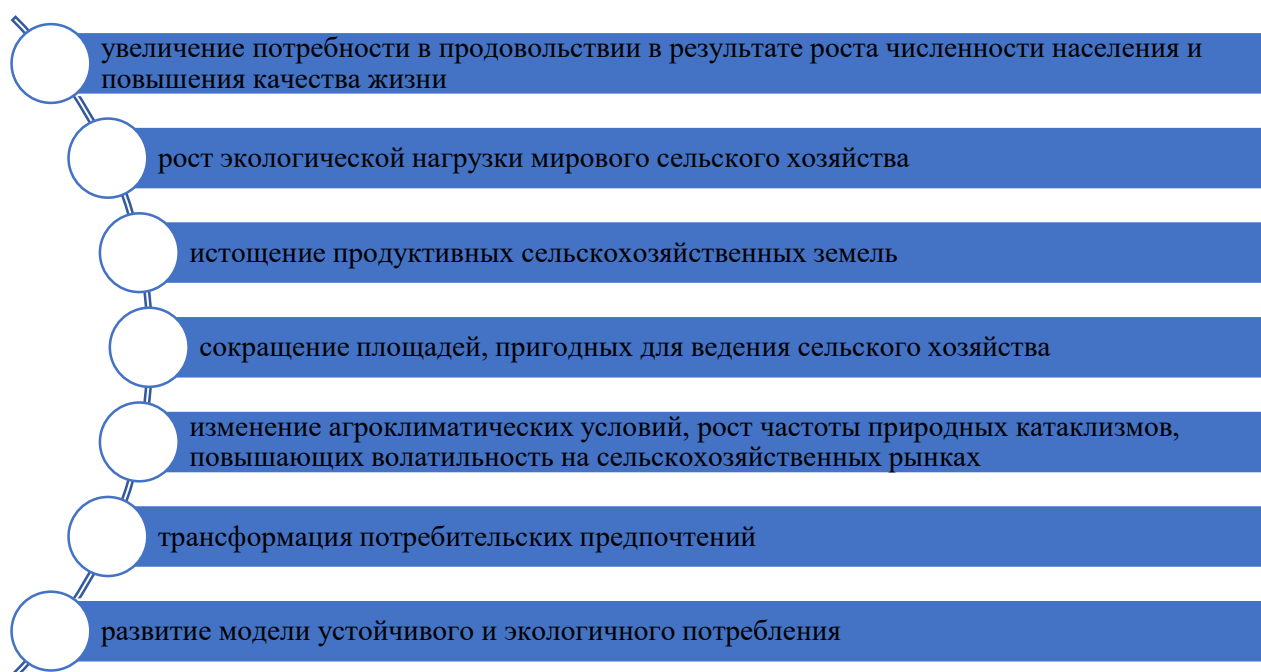 увеличение потребности в продовольствии в результате роста численности населения и
повышения качества жизни
рост экологической нагрузки мирового сельского хозяйства
истощение продуктивных сельскохозяйственных земель
сокращение площадей, пригодных для ведения сельского хозяйства
изменение агроклиматических условий, рост частоты природных катаклизмов,
повышающих волатильность на сельскохозяйственных рынках
трансформация потребительских предпочтений
развитие модели устойчивого и экологичного потребления